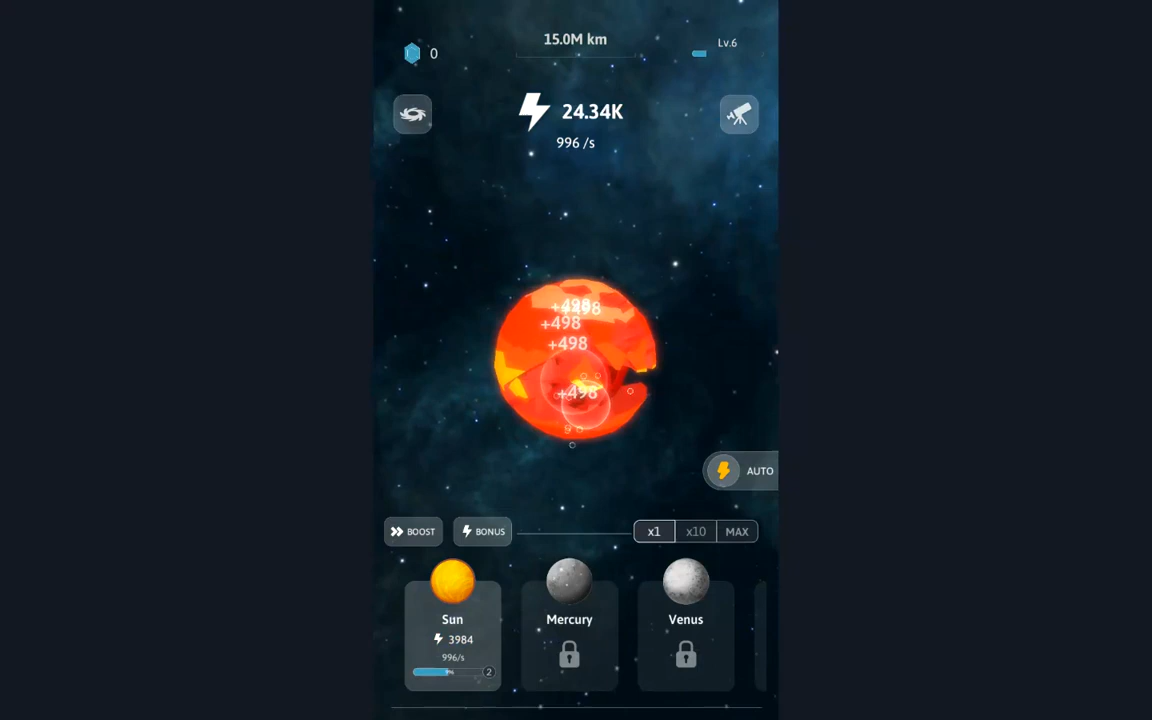 0
15.0M km
Lv.6
24.34K
996 /s
+498
+498
+498
+498
+498
AUTO
BOOST
BONUS
x1
x10
MAX
Sun
Mercury
Venus
3984
996/s
2